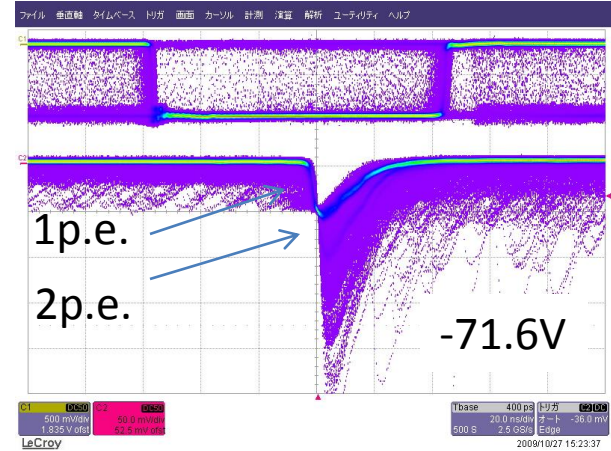 ファイル 垂直軸 タイムベース トリガ 画面 カーソル 計測 演算 解析 ユーティリティ ヘルプ
C1
C2
1p.e.
2p.e.
-71.6V
C1 DC50
500 mV/div
1.835 V ofst
C2 DC50
50.0 mV/div
52.5 mV ofst
Tbase 400 ps
20.0 ns/div
500 S 2.5 GS/s
トリガ C2 DC
オート -36.0 mV
Edge
LeCroy
2009/10/27 15:23:37